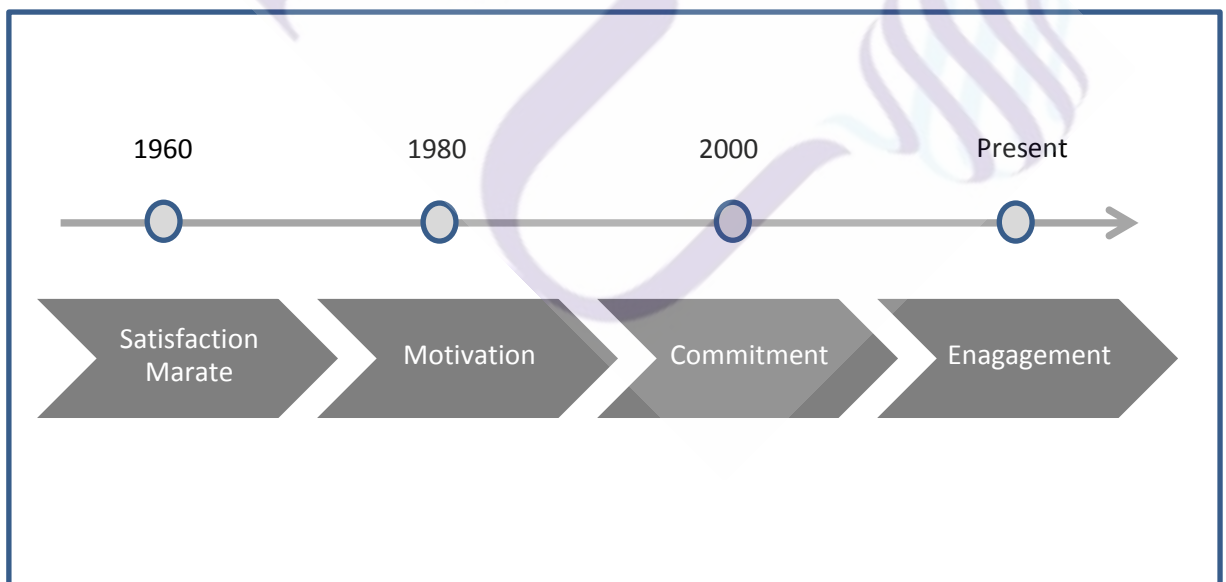 1960 1980 2000 Present
Satisfaction
Marate
Motivation
Commitment
Enagagement